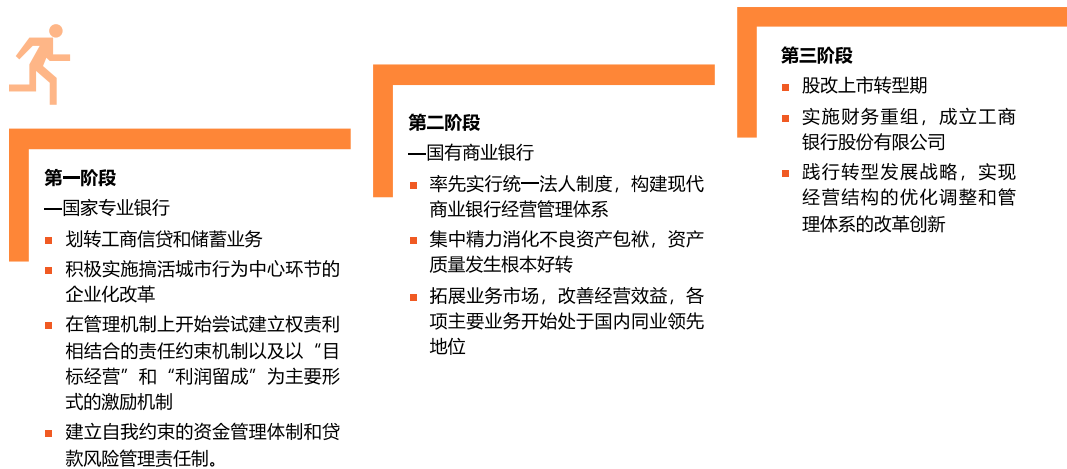 第一阶段
—国家专业银行
划转工商信贷和储蓄业务
积极实施搞活城市行为中心环节的
企业化改革
在管理机制上开始尝试建立权责利
相结合的责任约束机制以及以“目
标经营”和“利润留成”为主要形
式的激励机制
建立自我约束的资金管理体制和贷
款风险管理责任制。
第二阶段
—国有商业银行
率先实行统一法人制度，构建现代
商业银行经营管理体系
集中精力消化不良资产包袱，资产
质量发生根本好转
拓展业务市场，改善经营效益，各
项主要业务开始处于国内同业领先
地位
第三阶段
股改上市转型期
实施财务重组，成立工商
银行股份有限公司
践行转型发展战略，实现
经营结构的优化调整和管
理体系的改革创新